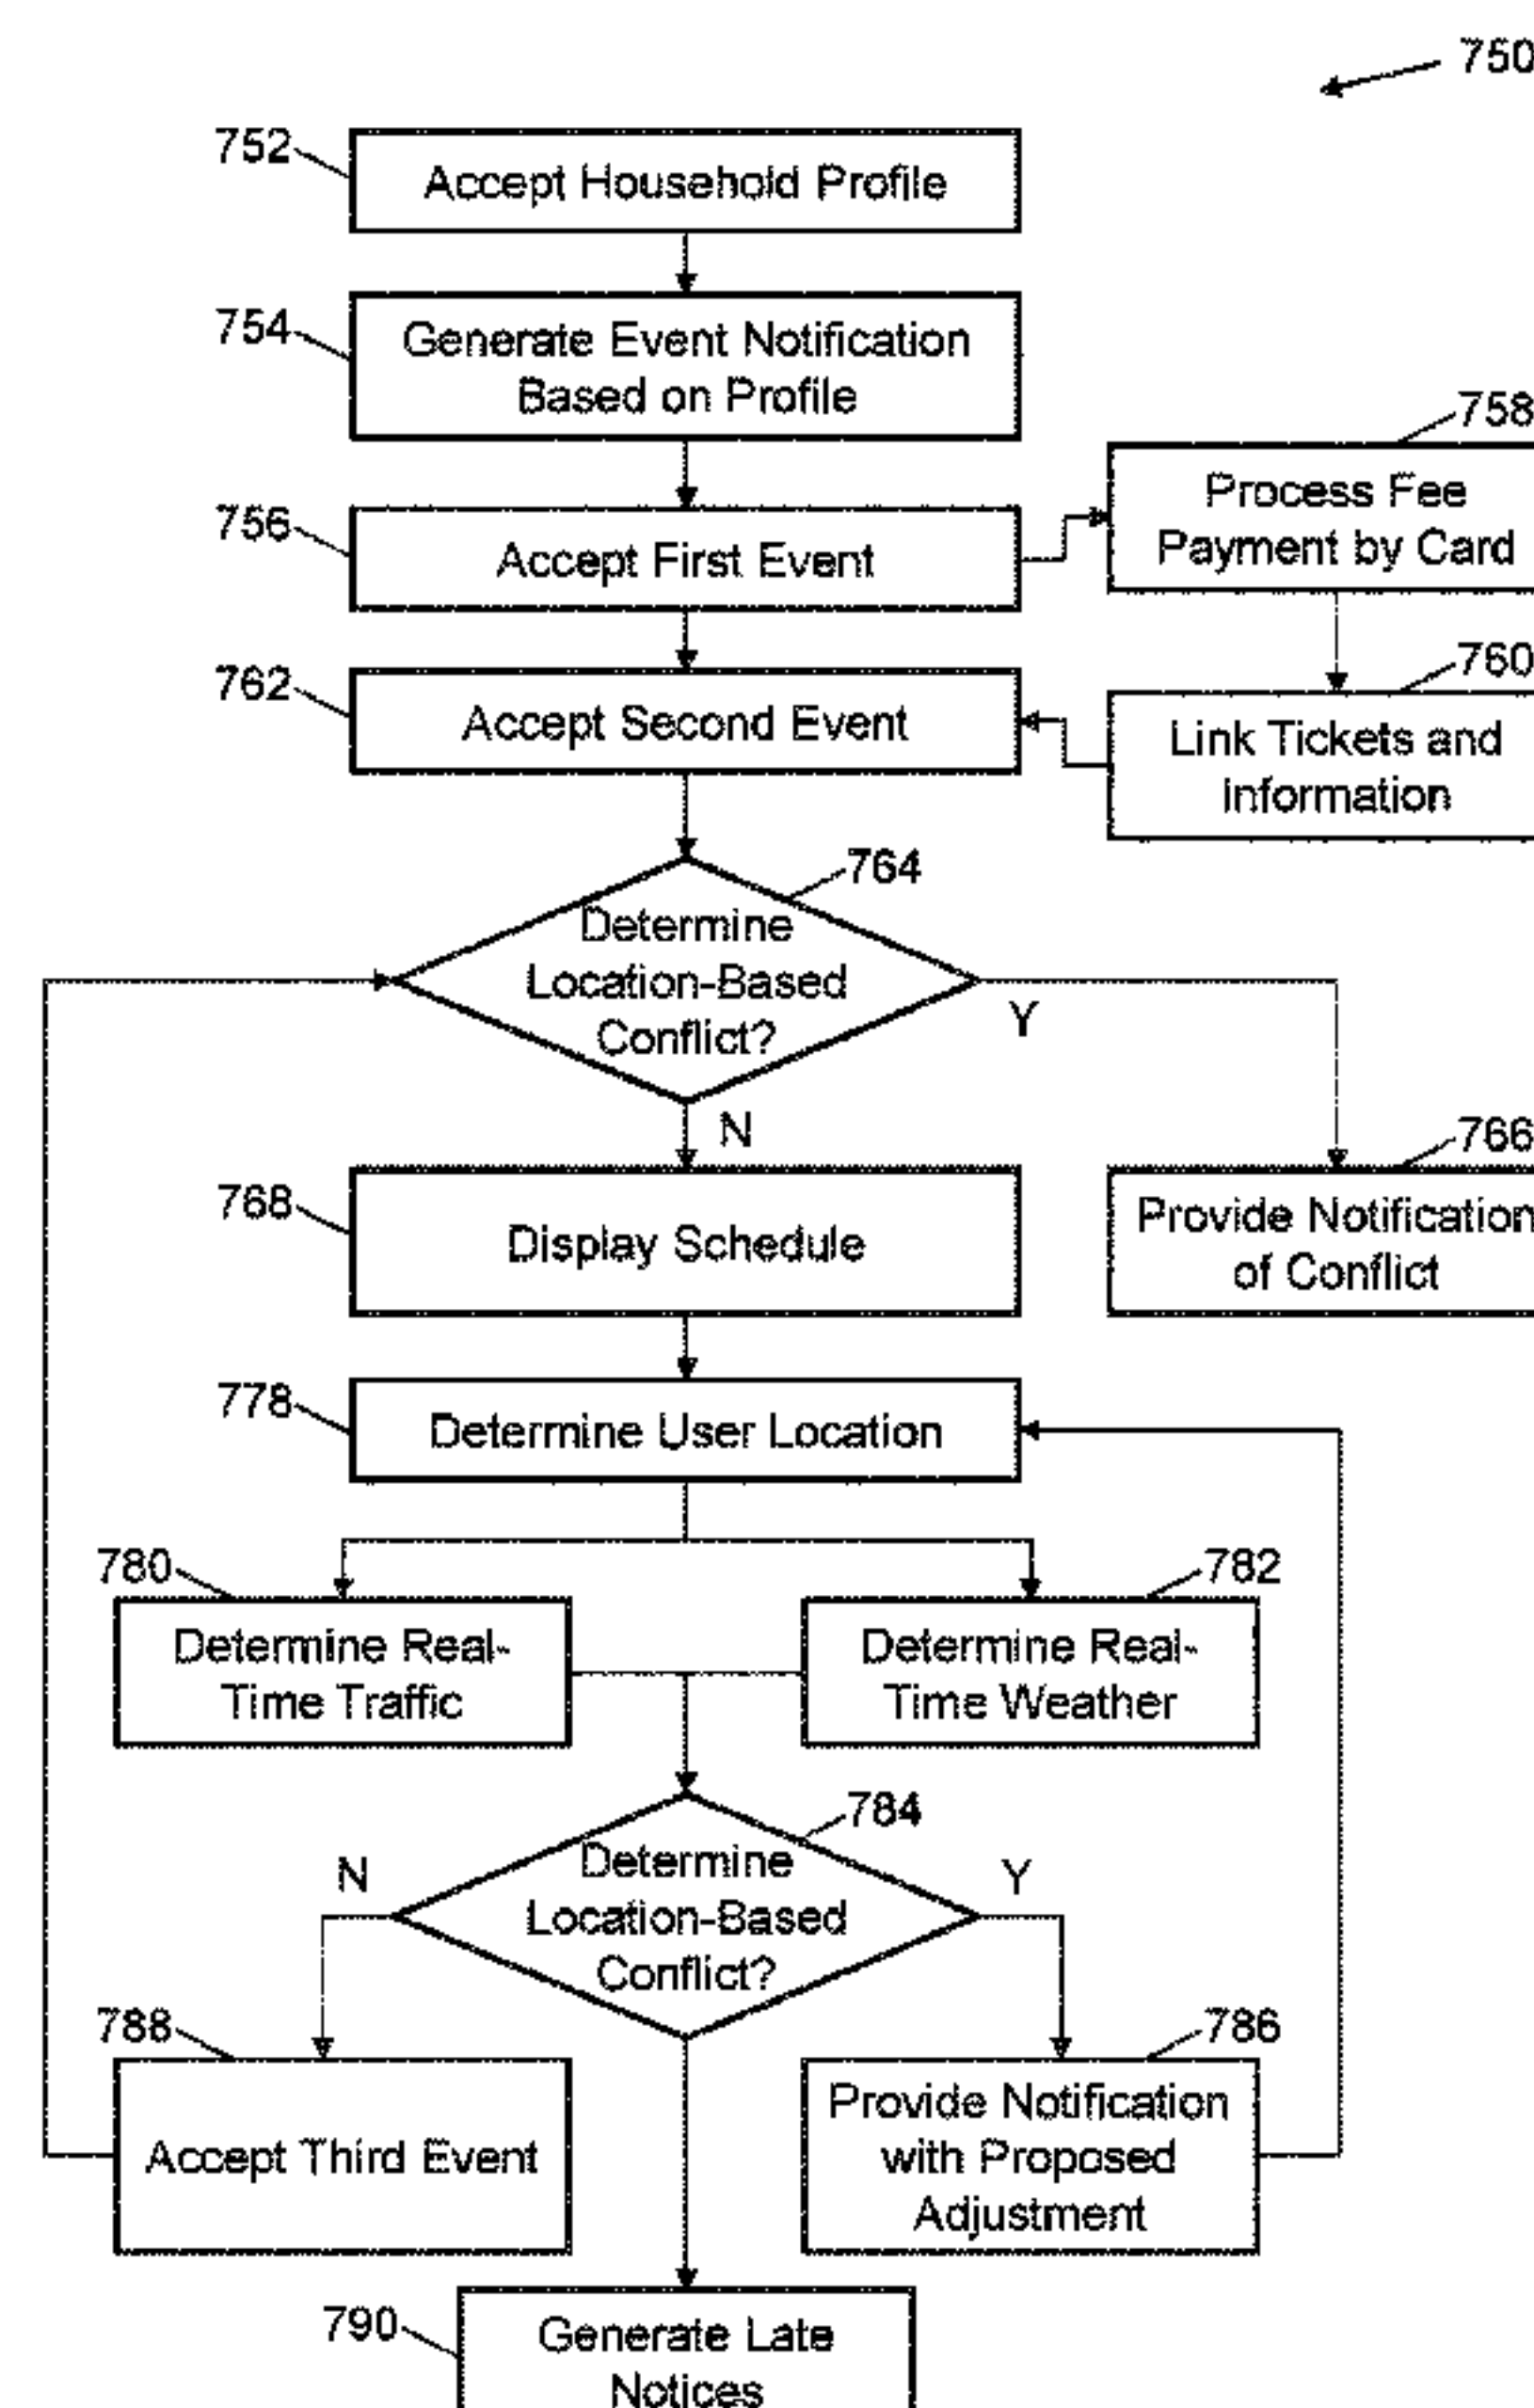 750
752
Accept Household Profile
754
Generate Event Notification
Based on Profile
758
Process Fee
Payment by Card
756
Accept First Event
760
Link Tickets and
Information
762
Accept Second Event
764
Determine
Location-Based
Conflict?
Y
N
766
Provide Notification
of Conflict
768
Display Schedule
778
Determine User Location
780
Determine Real-
Time Traffic
782
Determine Real-
Time Weather
784
Determine
Location-Based
Conflict?
N
Y
788
Accept Third Event
786
Provide Notification
with Proposed
Adjustment
790
Generate Late
Notices